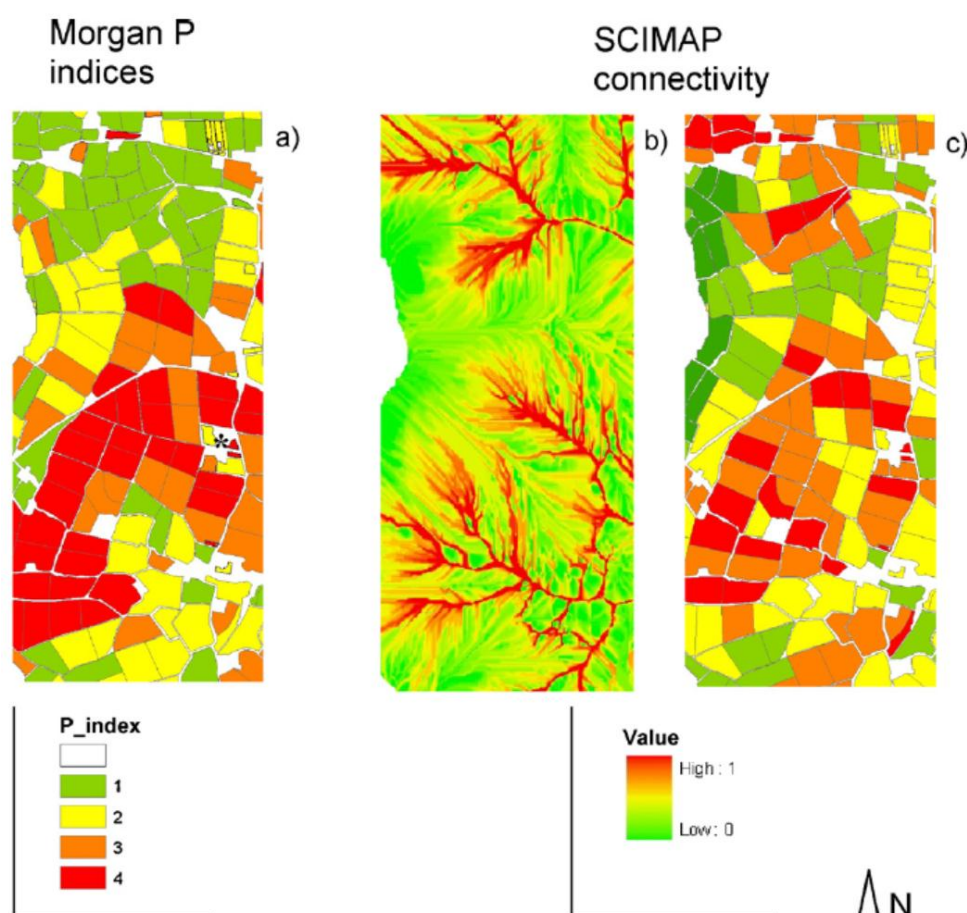 Morgan P
indices
SCIMAP
connectivity
a)
b)
c)
*
P_index
1
2
3
4
Value
High : 1
Low : 0
N